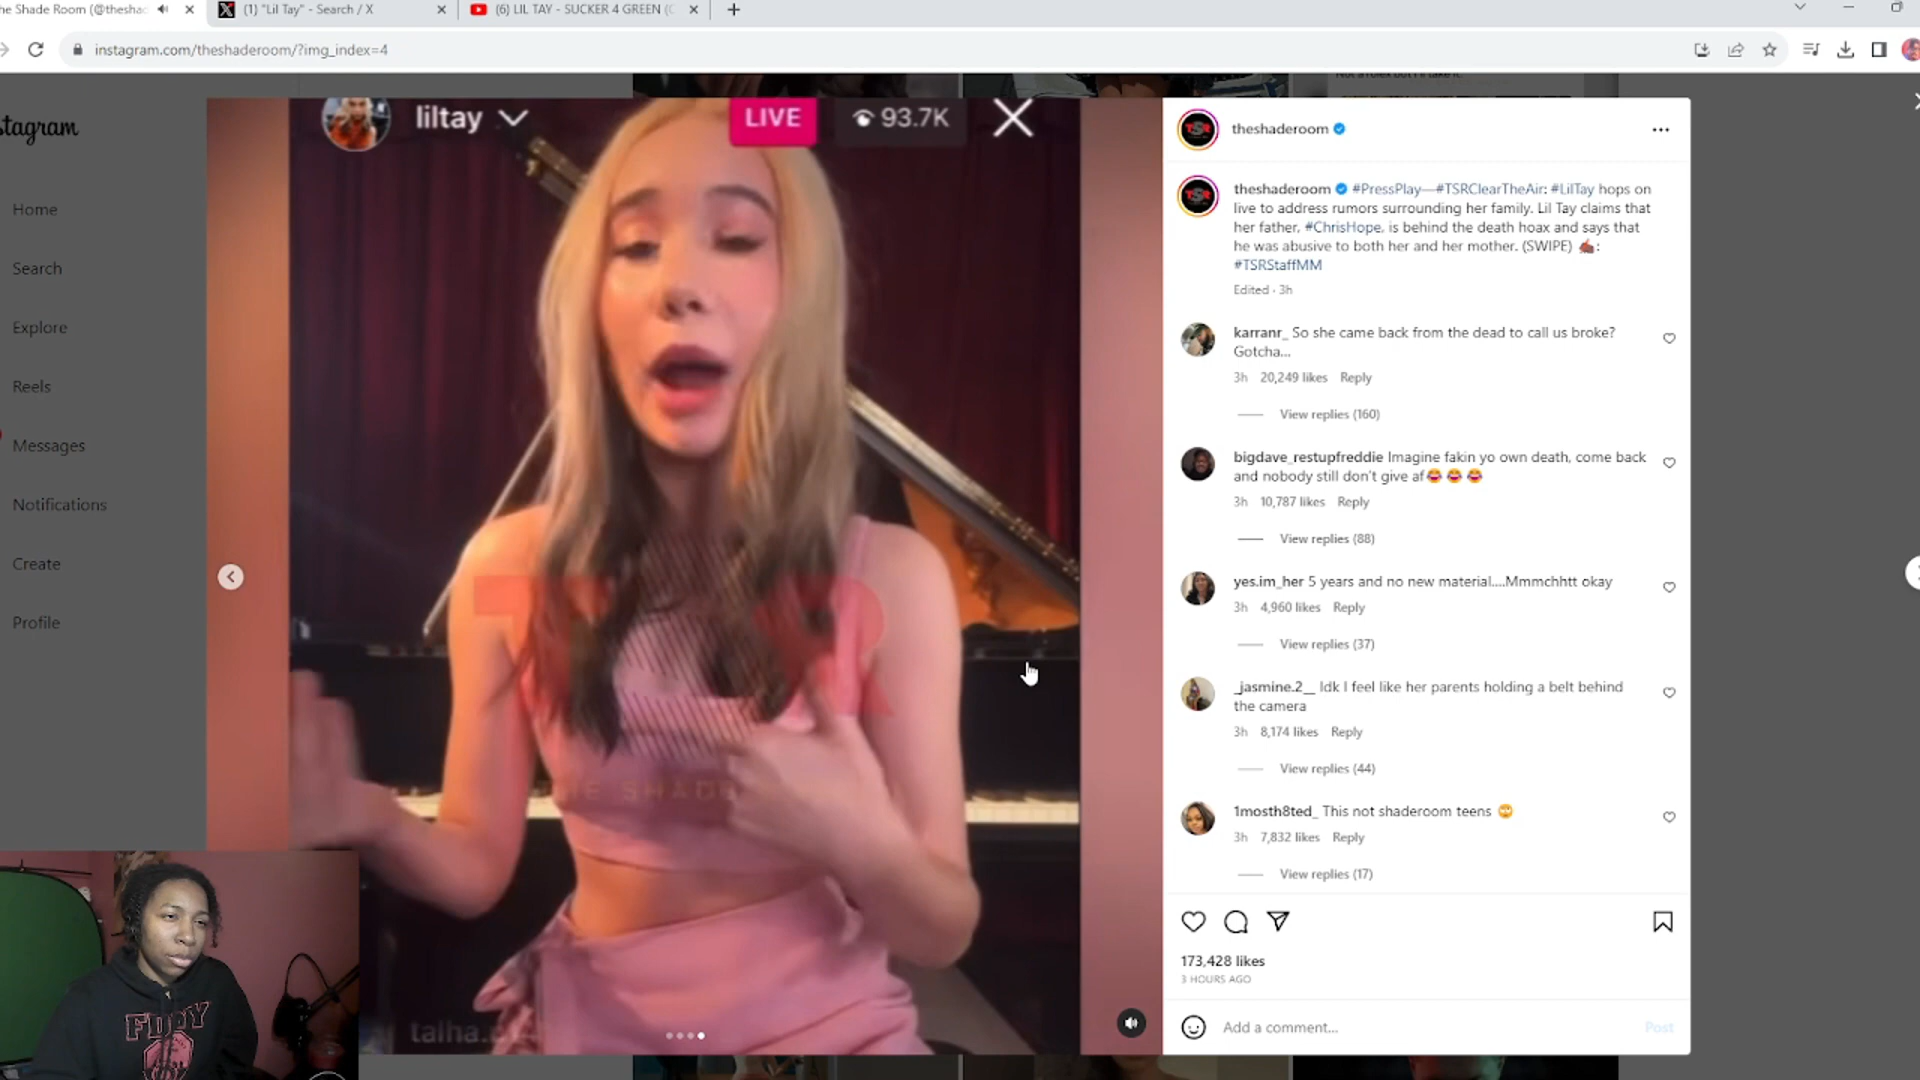 he Shade Room (@theshac
(1) "Lil Tay" - Search / X
(6) LIL TAY - SUCKER 4 GREEN (
instagram.com/theshaderoom/?img_index=4
stagram
Home
Search
Explore
Reels
Messages
Notifications
Create
Profile
liltay
LIVE
93.7K
theshaderoom
theshaderoom #PressPlay—#TSRClearTheAir: #LilTay hops on
live to address rumors surrounding her family. Lil Tay claims that
her father, #ChrisHope, is behind the death hoax and says that
he was abusive to both her and her mother. (SWIPE) ✍🏾:
#TSRStaffMM
Edited · 3h
karranr_ So she came back from the dead to call us broke?
Gotcha...
3h 20,249 likes Reply
View replies (160)
bigdave_restupfreddie Imagine fakin yo own death, come back
and nobody still don't give af😂 😂 😂
3h 10,787 likes Reply
View replies (88)
yes.im_her 5 years and no new material....Mmmchhtt okay
3h 4,960 likes Reply
View replies (37)
_jasmine.2__ Idk I feel like her parents holding a belt behind
the camera
3h 8,174 likes Reply
View replies (44)
1mosth8ted_ This not shaderoom teens 🙄
3h 7,832 likes Reply
View replies (17)
173,428 likes
3 HOURS AGO
Add a comment...
Post